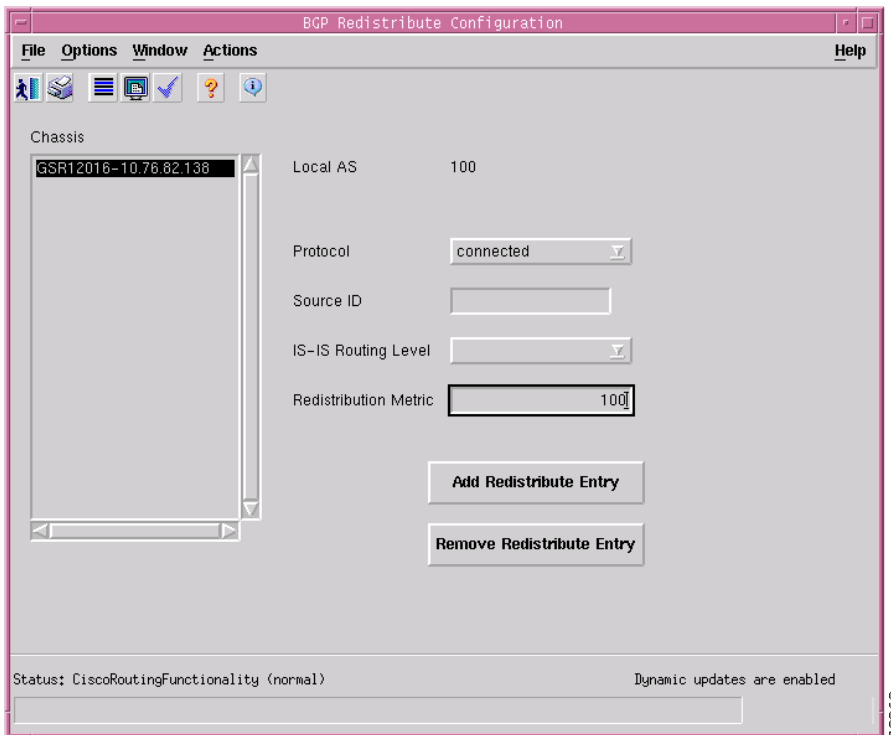 BGP Redistribute Configuration
File Options Window Actions Help
Chassis
GSR12016-10.76.82.138
Local AS 100
Protocol connected
Source ID
IS-IS Routing Level
Redistribution Metric 100
Add Redistribute Entry
Remove Redistribute Entry
Status: CiscoRoutingFunctionality (normal) Dynamic updates are enabled